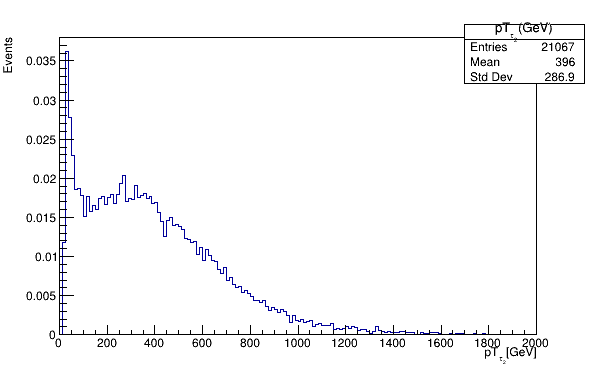 pT_τ₂(GeV)
Entries 21067
Mean 396
Std Dev 286.9
Events
0.035
0.03
0.025
0.02
0.015
0.01
0.005
0
0 200 400 600 800 1000 1200 1400 1600 1800 2000
pT_τ₂[GeV]